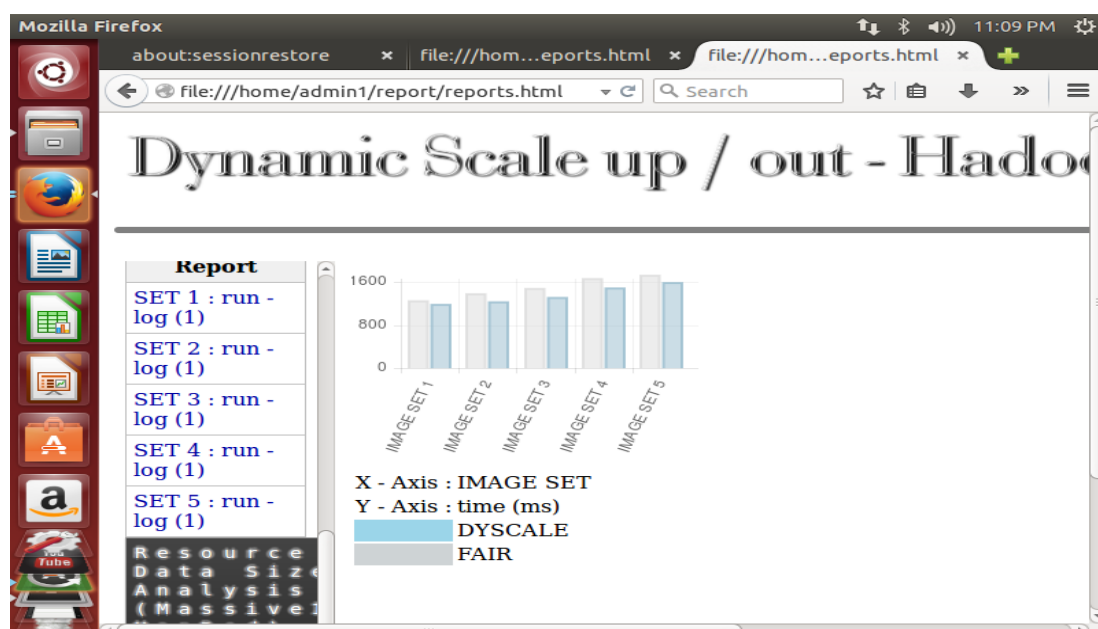 Mozilla Firefox
11:09 PM
about:sessionrestore
file:///hom...eports.html
file:///hom...eports.html
file:///home/admin1/report/reports.html
Search
Dynamic Scale up / out - Hadoo
Report
SET 1 : run -
log (1)
SET 2 : run -
log (1)
SET 3 : run -
log (1)
SET 4 : run -
log (1)
SET 5 : run -
log (1)
Resource
Data Size
Analysis
(Massive1
1600
800
0
IMAGE SET 1
IMAGE SET 2
IMAGE SET 3
IMAGE SET 4
IMAGE SET 5
X - Axis : IMAGE SET
Y - Axis : time (ms)
DYSCALE
FAIR
a
You
Tube